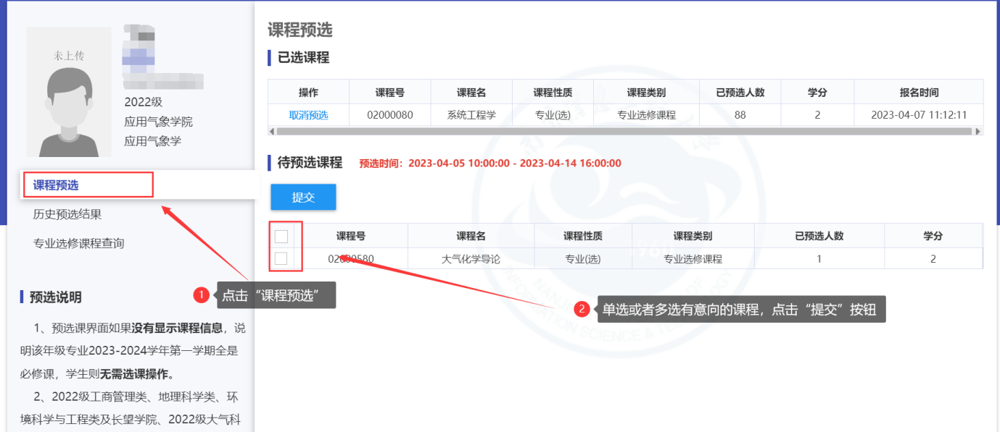 未上传
2022级
应用气象学院
应用气象学
课程预选
历史预选结果
专业选修课程查询
预选说明
1、预选课界面如果没有显示课程信息，说
明该年级专业2023-2024学年第一学期全是
必修课，学生则无需选课操作。
2、2022级工商管理类、地理科学类、环
境科学与工程类及长望学院、2022级大气科
课程预选
已选课程
操作 课程号 课程名 课程性质 课程类别 已预选人数 学分 报名时间
取消预选 02000080 系统工程学 专业(选) 专业选修课程 88 2 2023-04-07 11:12:11
待预选课程 预选时间：2023-04-05 10:00:00 - 2023-04-14 16:00:00
提交
课程号 课程名 课程性质 课程类别 已预选人数 学分
02000580 大气化学导论 专业(选) 专业选修课程 1 2
1 点击“课程预选”
2 单选或者多选有意向的课程，点击“提交”按钮
1960